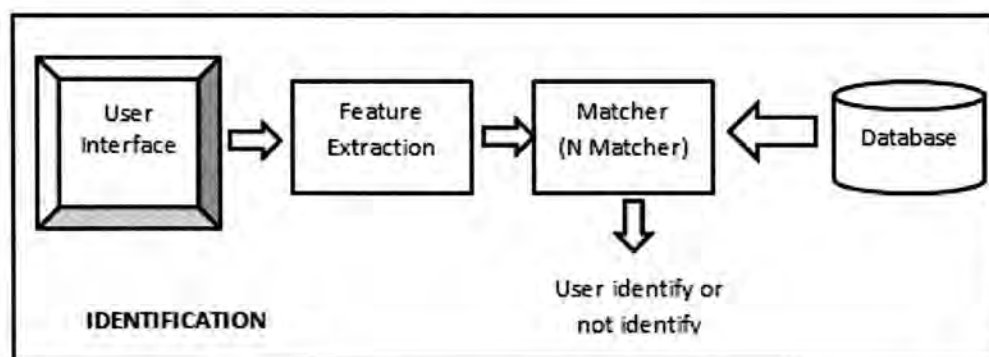 User
Interface
Feature
Extraction
Matcher
(N Matcher)
Database
User identify or
not identify
IDENTIFICATION